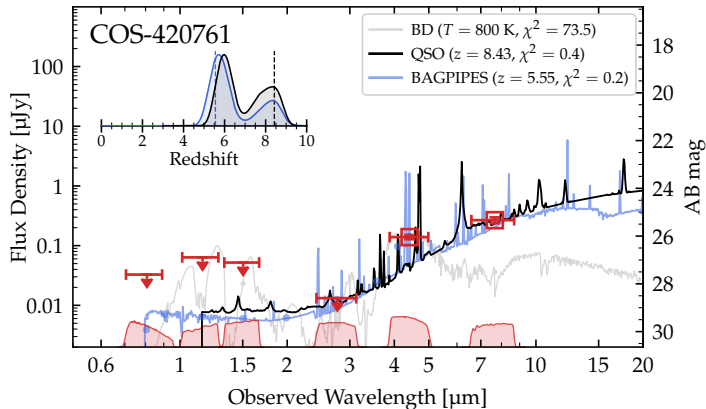 COS-420761
BD (T = 800 K, χ² = 73.5)
QSO (z = 8.43, χ² = 0.4)
BAGPIPES (z = 5.55, χ² = 0.2)
0 2 4 6 8 10
Redshift
100
10
1
0.1
0.01
Flux Density [µJy]
18
20
22
24
26
28
30
AB mag
0.6 1 1.5 2 3 4 5 7 10 15 20
Observed Wavelength [µm]